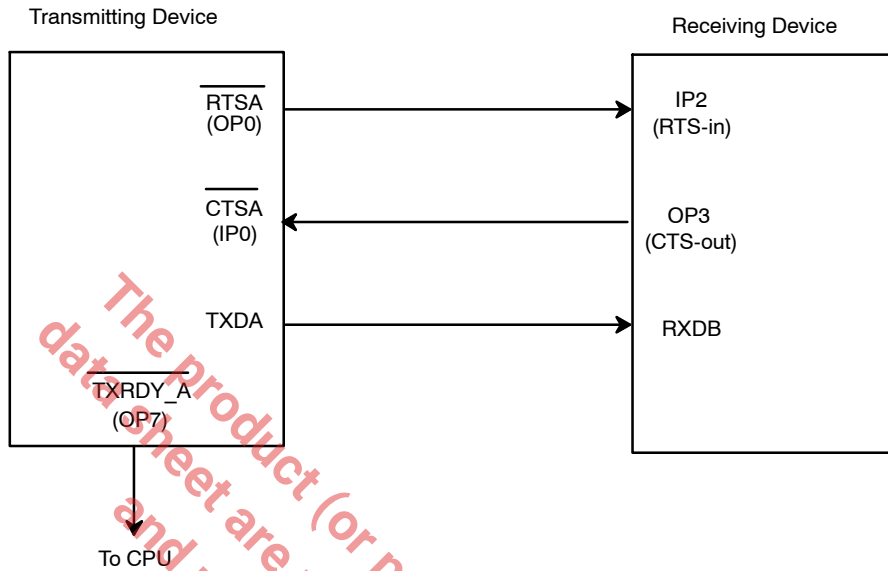 Transmitting Device
Receiving Device
RTSA
(OP0)
IP2
(RTS-in)
CTSA
(IP0)
OP3
(CTS-out)
TXDA
RXDB
TXRDY_A
(OP7)
To CPU
The product (or
data sheet are
and